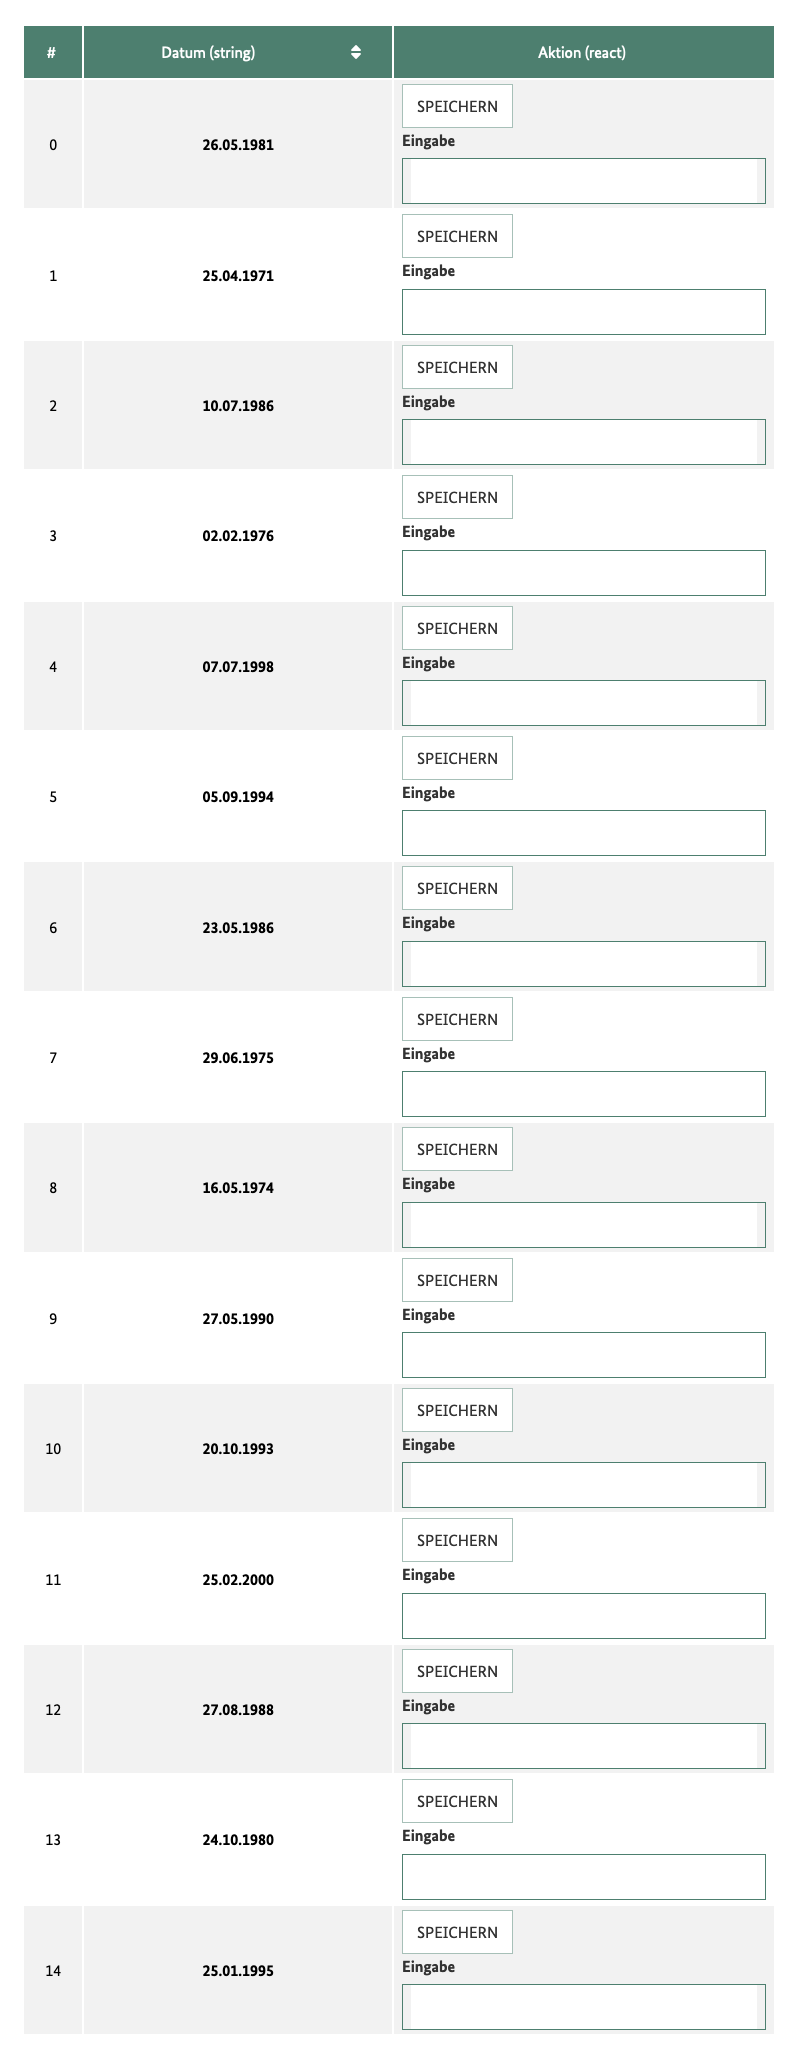 # Datum (string) Aktion (react)
SPEICHERN
Eingabe
0 26.05.1981
SPEICHERN
Eingabe
1 25.04.1971
SPEICHERN
Eingabe
2 10.07.1986
SPEICHERN
Eingabe
3 02.02.1976
SPEICHERN
Eingabe
4 07.07.1998
SPEICHERN
Eingabe
5 05.09.1994
SPEICHERN
Eingabe
6 23.05.1986
SPEICHERN
Eingabe
7 29.06.1975
SPEICHERN
Eingabe
8 16.05.1974
SPEICHERN
Eingabe
9 27.05.1990
SPEICHERN
Eingabe
10 20.10.1993
SPEICHERN
Eingabe
11 25.02.2000
SPEICHERN
Eingabe
12 27.08.1988
SPEICHERN
Eingabe
13 24.10.1980
SPEICHERN
Eingabe
14 25.01.1995